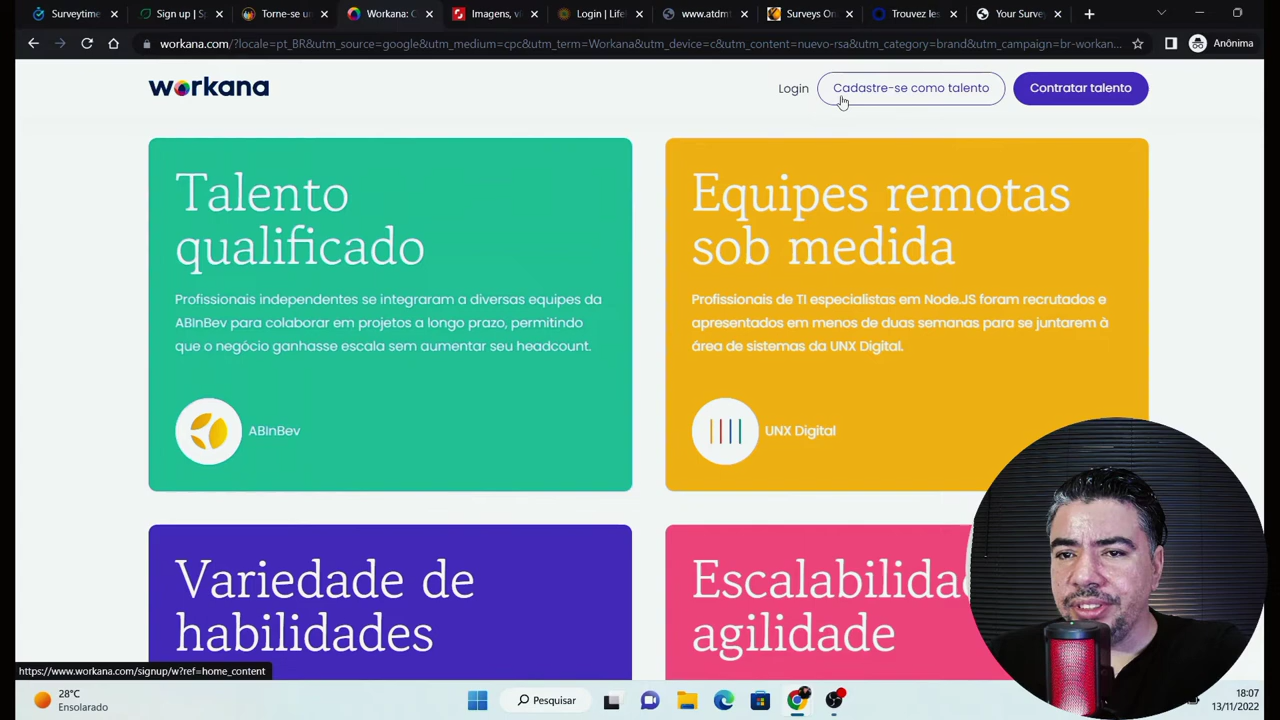 Surveytime
Sign up | S
Torne-se u
Workana: C
Imagens, v
Login | Life
www.atdmt
Surveys On
Trouvez les
Your Surve
workana.com/?locale=pt_BR&utm_source=google&utm_medium=cpc&utm_term=Workana&utm_device=c&utm_content=nuevo-rsa&utm_category=brand&utm_campaign=br-workan...
Anônima
workana
Login
Cadastre-se como talento
Contratar talento
Talento
qualificado
Profissionais independentes se integraram a diversas equipes da
ABInBev para colaborar em projetos a longo prazo, permitindo
que o negócio ganhasse escala sem aumentar seu headcount.
ABInBev
Equipes remotas
sob medida
Profissionais de TI especialistas em Node.JS foram recrutados e
apresentados em menos de duas semanas para se juntarem à
área de sistemas da UNX Digital.
UNX Digital
Variedade de
habilidades
Escalabilida
agilidade
https://www.workana.com/signup/w?ref=home_content
28°C
Ensolarado
Pesquisar
18:07
13/11/2022